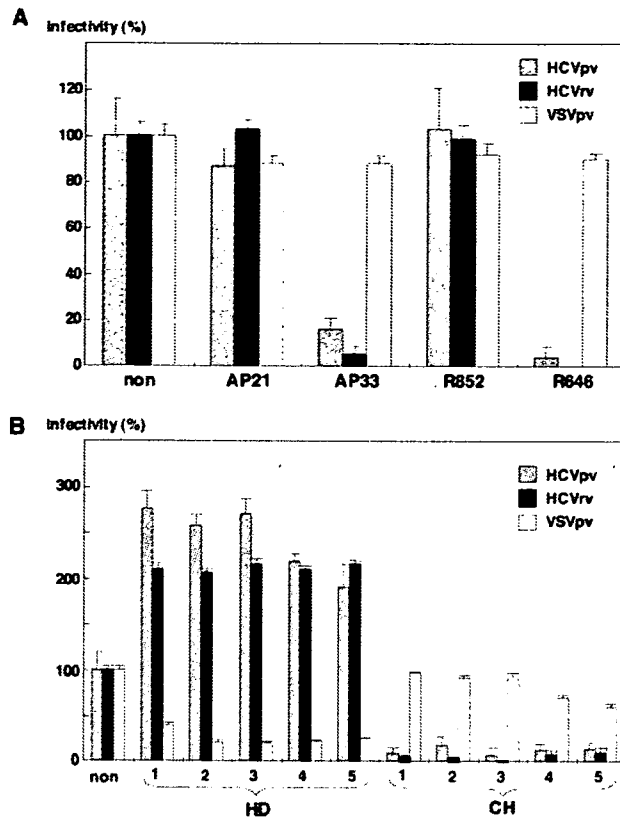 A
Infectivity (%)
120
100
80
60
40
20
0
HCVpv
HCVrv
VSVpv
non AP21 AP33 R852 R646
B
Infectivity (%)
300
200
100
0
HCVpv
HCVrv
VSVpv
non 1 2 3 4 5 1 2 3 4 5
HD CH